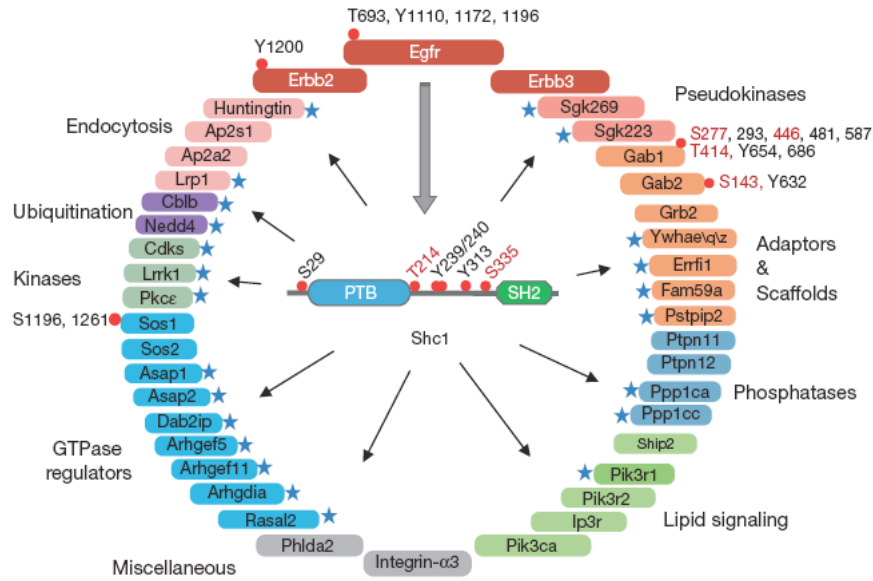 T693, Y1110, 1172, 1196
Y1200
Egfr
Erbb2
Erbb3
Huntingtin
Sgk269
Pseudokinases
Endocytosis
Ap2s1
Sgk223
S277, 293, 446, 481, 587
T414, Y654, 686
Ap2a2
Gab1
Lrp1
Gab2
S143, Y632
Ubiquitination
Cblb
Grb2
Nedd4
Ywhae\q\z
Adaptors
&
Scaffolds
Cdks
Errfi1
Kinases
Lrrk1
Fam59a
Pkcε
Pstpip2
S29
T214
Y239/240
Y313
S335
PTB
SH2
Shc1
S1196, 1261
Sos1
Ptpn11
Sos2
Ptpn12
Asap1
Ppp1ca
Phosphatases
Asap2
Ppp1cc
Dab2ip
Ship2
GTPase
regulators
Arhgef5
Arhgef11
Pik3r1
Arhgdia
Pik3r2
Rasal2
Ip3r
Lipid signaling
Phlda2
Pik3ca
Miscellaneous
Integrin-α3